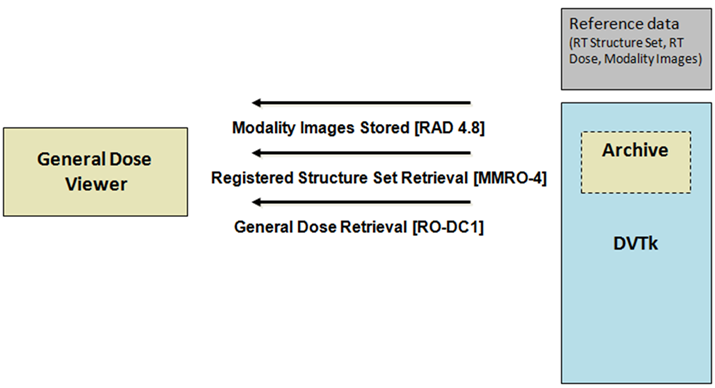 Reference data
(RT Structure Set, RT
Dose, Modality Images)
Modality Images Stored [RAD 4.8]
General Dose
Viewer
Registered Structure Set Retrieval [MMRO-4]
General Dose Retrieval [RO-DC1]
Archive
DVTk